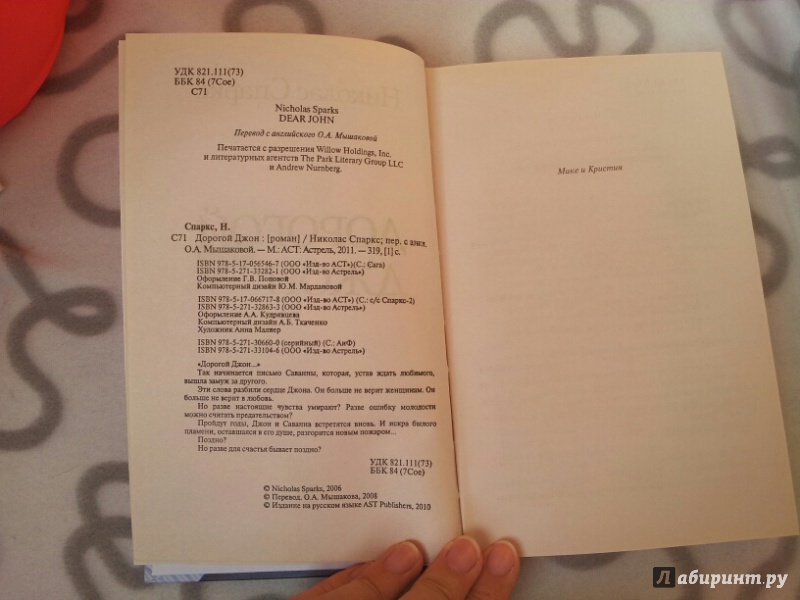 УДК 821.111(73)
ББК 84 (7Сое)
С71
Nicholas Sparks
DEAR JOHN
Перевод с английского О.А. Мышаковой
Печатается с разрешения Willow Holdings, Inc.
и литературных агентств The Park Literary Group LLC
и Andrew Nurnberg.
Спаркс, Н.
С71 Дорогой Джон : [роман] / Николас Спаркс; пер. с англ.
О.А. Мышаковой. — М.: АСТ: Астрель, 2011. — 319, [1] с.
ISBN 978-5-17-056546-7 (ООО «Изд-во АСТ»)(С.: Сага)
ISBN 978-5-271-33282-1 (ООО «Изд-во Астрель»)
Оформление Г.В. Поповой
Компьютерный дизайн Ю.М. Мардановой
ISBN 978-5-17-066717-8 (ООО «Изд-во АСТ») (С.: с/с Спаркс-2)
ISBN 978-5-271-32863-3 (ООО «Изд-во Астрель»)
Оформление А.А. Кудрявцева
Компьютерный дизайн А.Б. Ткаченко
Художник Анна Малвер
ISBN 978-5-271-30660-0 (серийный) (С.: АиФ)
ISBN 978-5-271-33104-6 (ООО «Изд-во Астрель»)
«Дорогой Джон...»
Так начинается письмо Саванны, которая, устав ждать любимого,
вышла замуж за другого.
Эти слова разбили сердце Джона. Он больше не верит женщинам. Он
больше не верит в любовь.
Но разве настоящие чувства умирают? Разве ошибку молодости
можно считать предательством?
Пройдут годы, Джон и Саванна встретятся вновь. И искра былого
пламени, оставшаяся в его душе, разгорится новым пожаром...
Поздно?
Но разве для счастья бывает поздно?
УДК 821.111(73)
ББК 84 (7Сое)
© Nicholas Sparks, 2006
© Перевод. О.А. Мышакова, 2008
© Издание на русском языке AST Publishers, 2010
Мике и Кристин
Лабиринт.ру